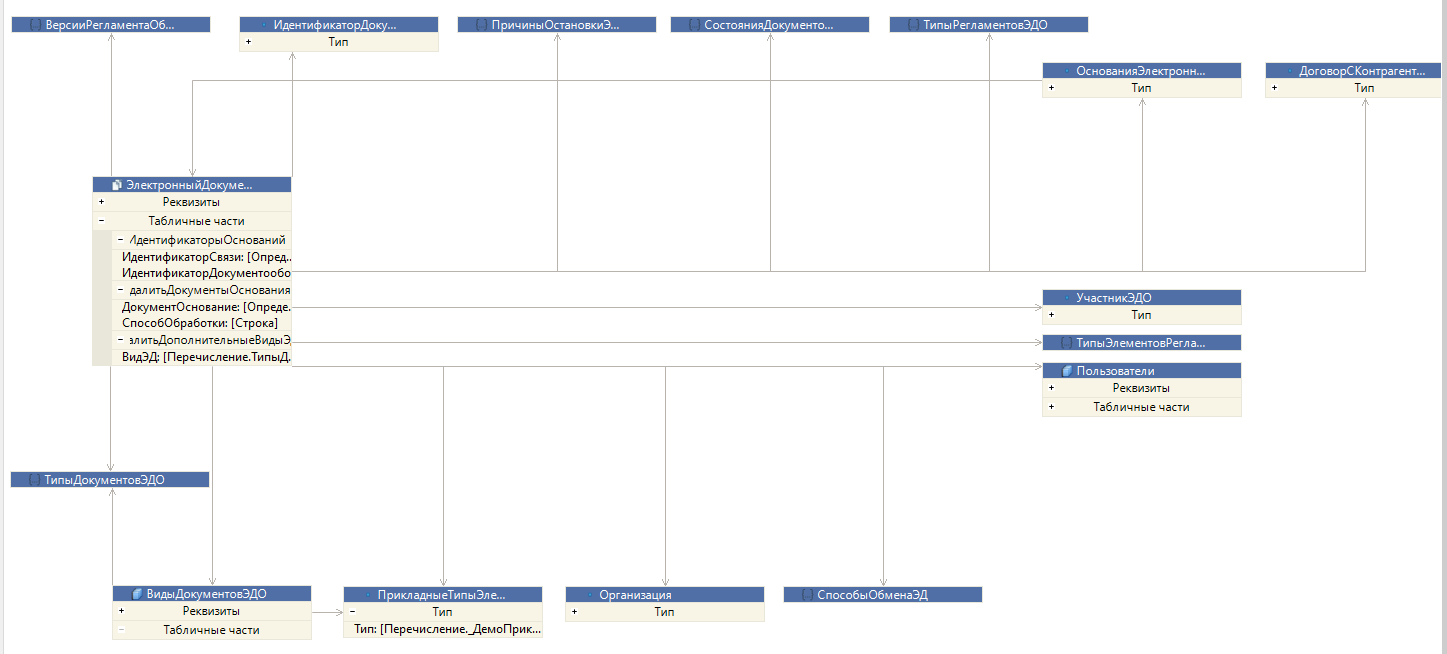 ВерсииРегламентаОб...
ИдентификаторДоку...
+ Тип
ПричиныОстановкиЭ...
СостоянияДокументо...
ТипыРегламентовЭДО
ОснованияЭлектронн...
+ Тип
ДоговорСКонтрагент...
+ Тип
ЭлектронныйДокуме...
+ Реквизиты
- Табличные части
- ИдентификаторыОснований
ИдентификаторСвязи: [Опред..
ИдентификаторДокументообо
- далитьДокументыОснования
ДокументОснование: [Опреде.
СпособОбработки: [Строка]
- алитьДополнительныеВидыЭ
ВидЭД: [Перечисление.ТипыД.
УчастникЭДО
+ Тип
ТипыЭлементовРегла...
Пользователи
+ Реквизиты
+ Табличные части
ТипыДокументовЭДО
ВидыДокументовЭДО
+ Реквизиты
- Табличные части
ПрикладныеТипыЭле...
- Тип
Тип: [Перечисление._ДемоПрик...
Организация
+ Тип
СпособыОбменаЭД